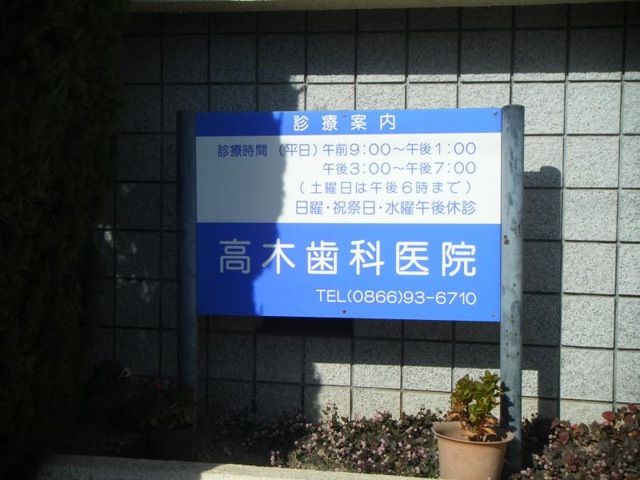 診療案内
診療時間 (平日) 午前9:00～午後1:00
午後3:00～午後7:00
(土曜日は午後6時まで)
日曜・祝祭日・水曜午後休診
高木歯科医院
TEL(0866)93-6710